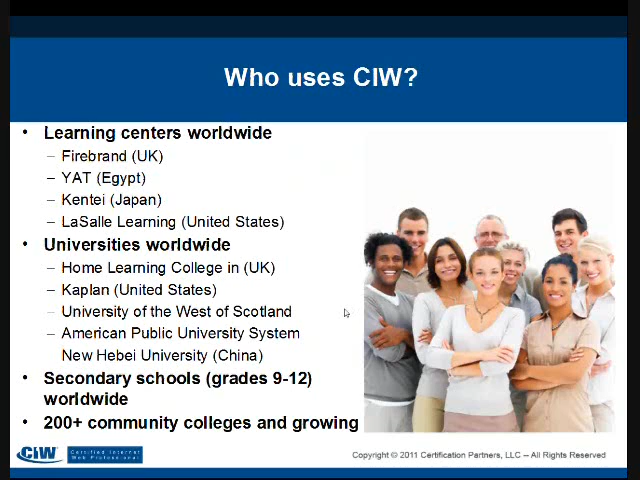 Who uses CIW?
• Learning centers worldwide
– Firebrand (UK)
– YAT (Egypt)
– Kentei (Japan)
– LaSalle Learning (United States)
• Universities worldwide
– Home Learning College in (UK)
– Kaplan (United States)
– University of the West of Scotland
– American Public University System
New Hebei University (China)
• Secondary schools (grades 9-12)
worldwide
• 200+ community colleges and growing
CIW
Certified Internet
Web Professional
Copyright © 2011 Certification Partners, LLC – All Rights Reserved